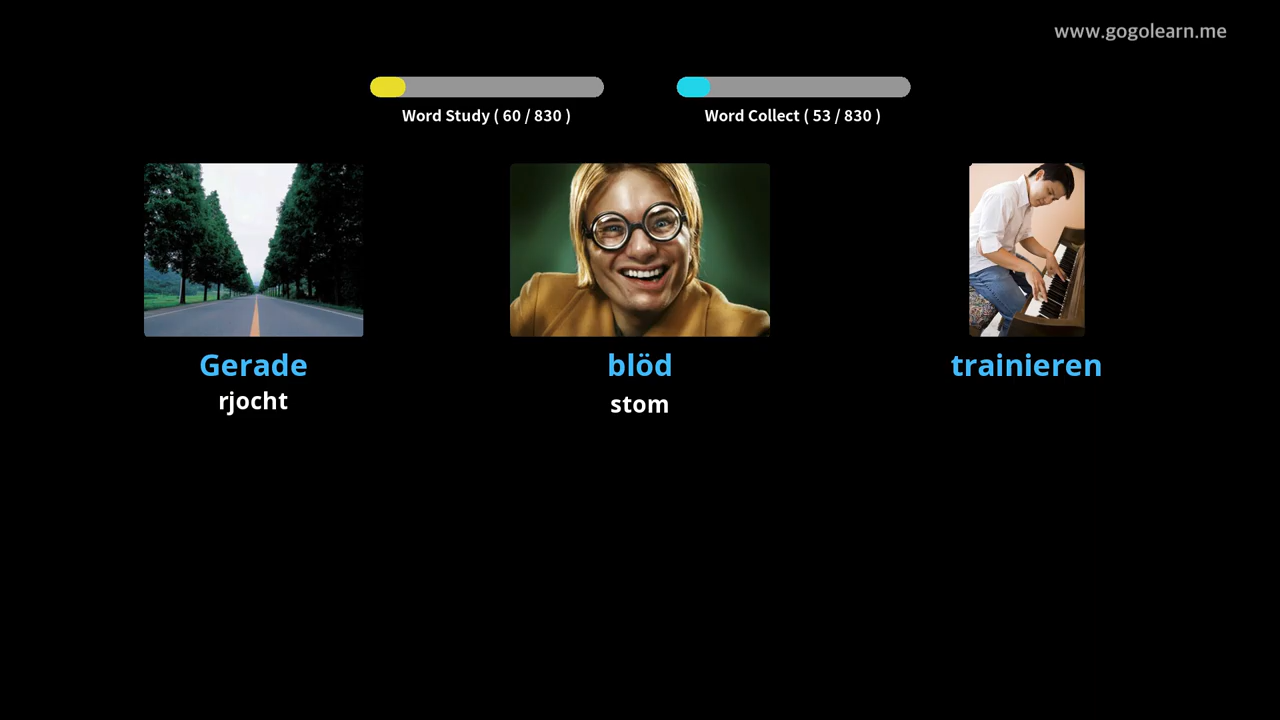 www.gogolearn.me
Word Study ( 60 / 830 )
Word Collect ( 53 / 830 )
Gerade
rjocht
blöd
stom
trainieren